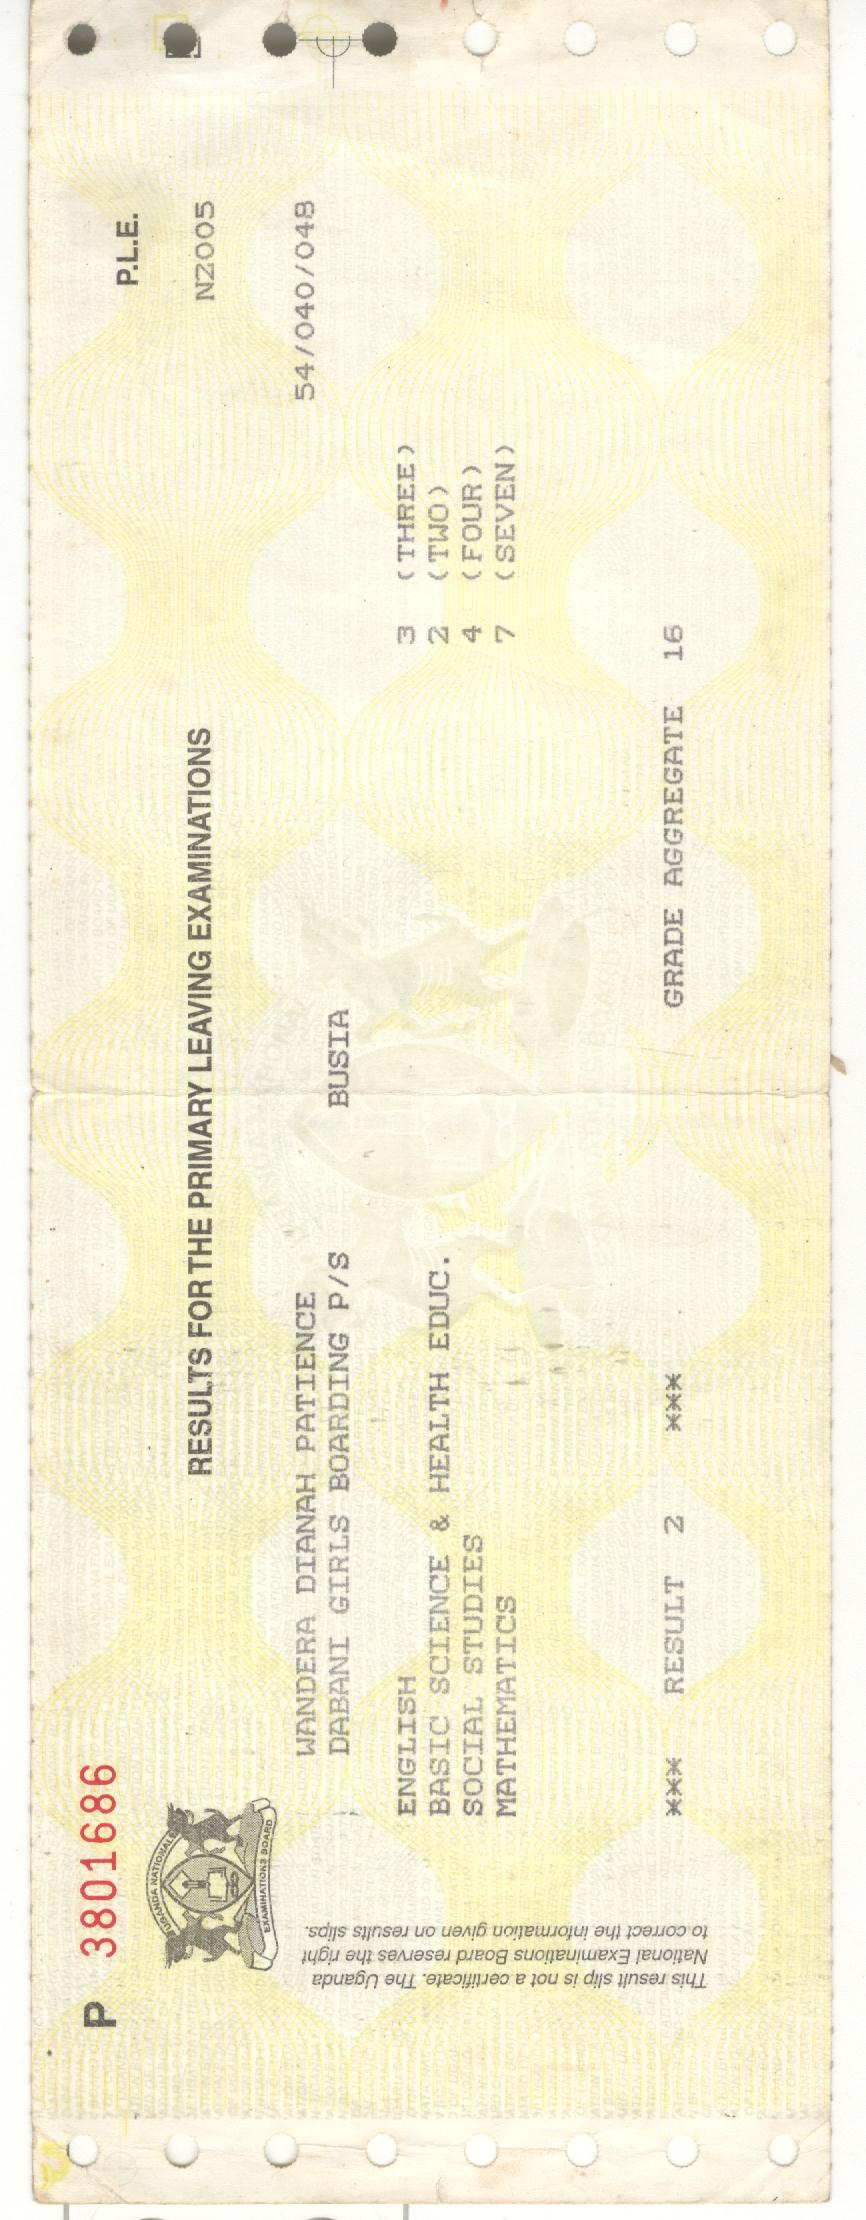 P 3801686
P.L.E.
UGANDA NATIONAL
EXAMINATIONS BOARD
RESULTS FOR THE PRIMARY LEAVING EXAMINATIONS
N2005
WANDERA DIANAH PATIENCE 54/040/048
DABANI GIRLS BOARDING P/S BUSIA
ENGLISH 3 (THREE)
BASIC SCIENCE & HEALTH EDUC. 2 (TWO)
SOCIAL STUDIES 4 (FOUR)
MATHEMATICS 7 (SEVEN)
*** RESULT 2 *** GRADE AGGREGATE 16
This result slip is not a certificate. The Uganda
National Examinations Board reserves the right
to correct the information given on results slips.